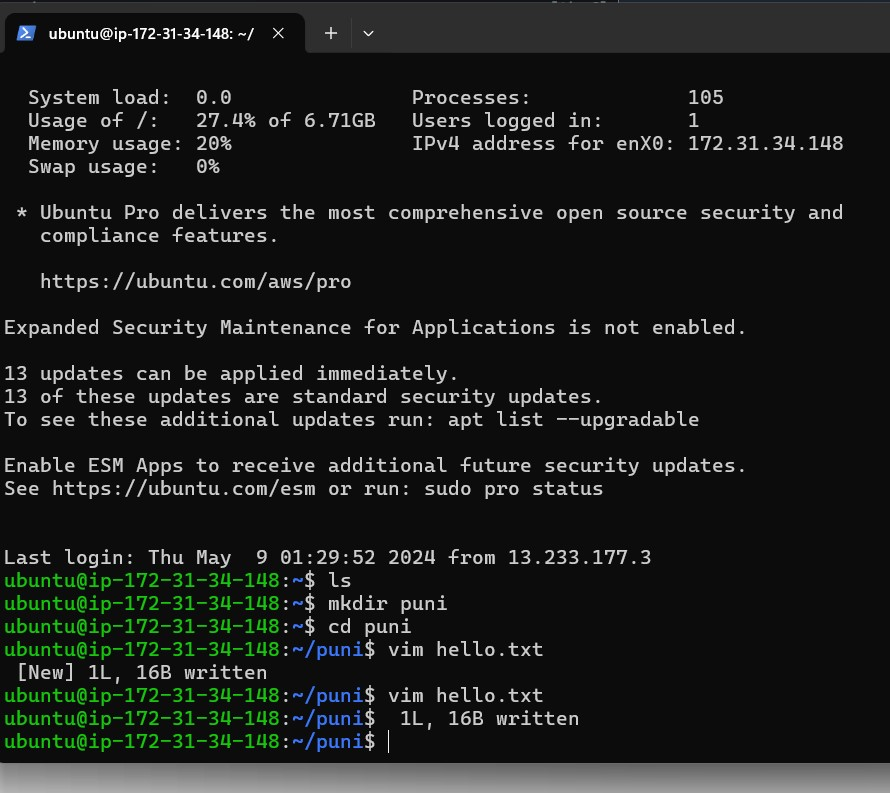 ubuntu@ip-172-31-34-148: ~/
System load:  0.0               Processes:             105
Usage of /:   27.4% of 6.71GB   Users logged in:       1
Memory usage: 20%               IPv4 address for enX0: 172.31.34.148
Swap usage:   0%
* Ubuntu Pro delivers the most comprehensive open source security and
compliance features.
https://ubuntu.com/aws/pro
Expanded Security Maintenance for Applications is not enabled.
13 updates can be applied immediately.
13 of these updates are standard security updates.
To see these additional updates run: apt list --upgradable
Enable ESM Apps to receive additional future security updates.
See https://ubuntu.com/esm or run: sudo pro status
Last login: Thu May  9 01:29:52 2024 from 13.233.177.3
ubuntu@ip-172-31-34-148:~$ ls
ubuntu@ip-172-31-34-148:~$ mkdir puni
ubuntu@ip-172-31-34-148:~$ cd puni
ubuntu@ip-172-31-34-148:~/puni$ vim hello.txt
[New] 1L, 16B written
ubuntu@ip-172-31-34-148:~/puni$ vim hello.txt
ubuntu@ip-172-31-34-148:~/puni$  1L, 16B written
ubuntu@ip-172-31-34-148:~/puni$